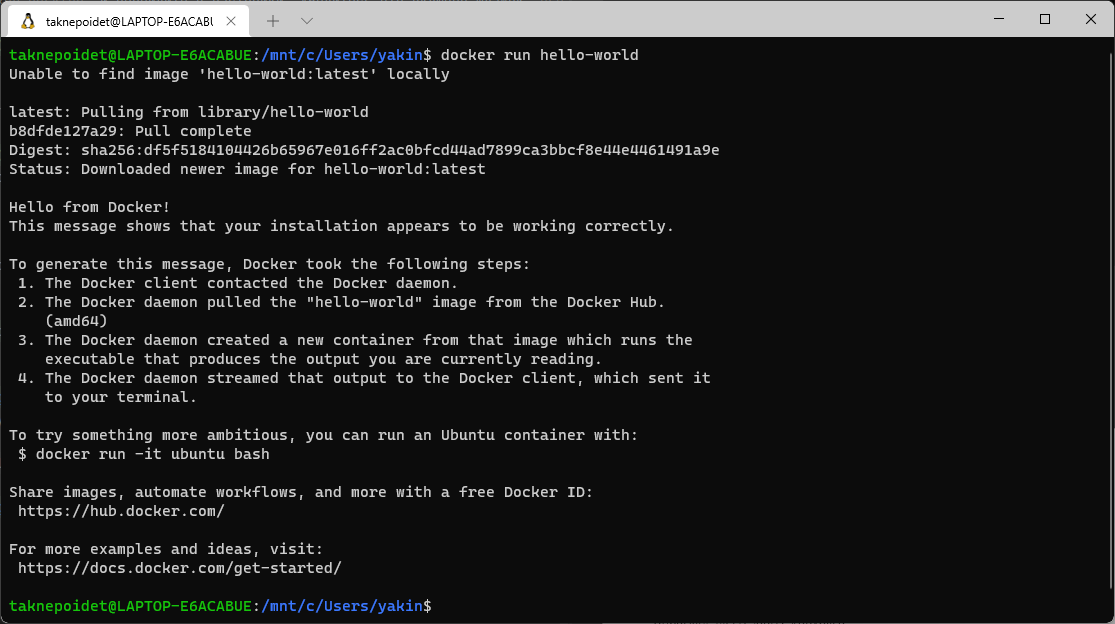 taknepoidet@LAPTOP-E6ACABU
taknepoidet@LAPTOP-E6ACABUE:/mnt/c/Users/yakin$ docker run hello-world
Unable to find image 'hello-world:latest' locally
latest: Pulling from library/hello-world
b8dfde127a29: Pull complete
Digest: sha256:df5f5184104426b65967e016ff2ac0bfcd44ad7899ca3bbcf8e44e4461491a9e
Status: Downloaded newer image for hello-world:latest
Hello from Docker!
This message shows that your installation appears to be working correctly.
To generate this message, Docker took the following steps:
1. The Docker client contacted the Docker daemon.
2. The Docker daemon pulled the "hello-world" image from the Docker Hub.
(amd64)
3. The Docker daemon created a new container from that image which runs the
executable that produces the output you are currently reading.
4. The Docker daemon streamed that output to the Docker client, which sent it
to your terminal.
To try something more ambitious, you can run an Ubuntu container with:
$ docker run -it ubuntu bash
Share images, automate workflows, and more with a free Docker ID:
https://hub.docker.com/
For more examples and ideas, visit:
https://docs.docker.com/get-started/
taknepoidet@LAPTOP-E6ACABUE:/mnt/c/Users/yakin$